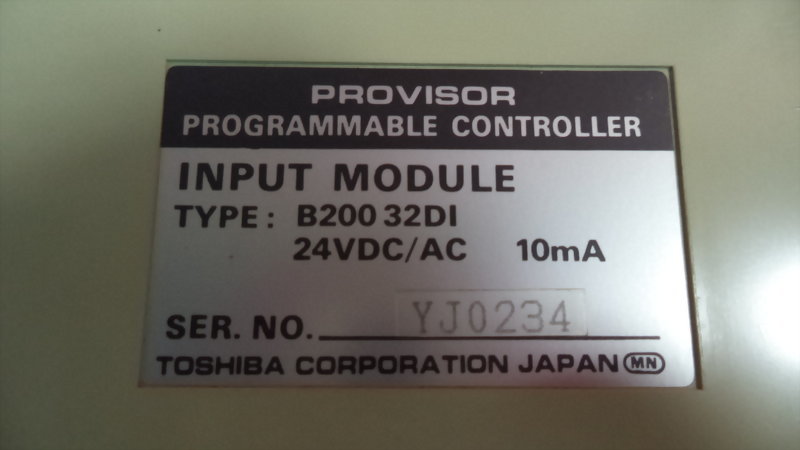 PROVISOR
PROGRAMMABLE CONTROLLER
INPUT MODULE
TYPE: B200 32DI
24VDC/AC 10mA
SER. NO. YJ0234
TOSHIBA CORPORATION JAPAN MN